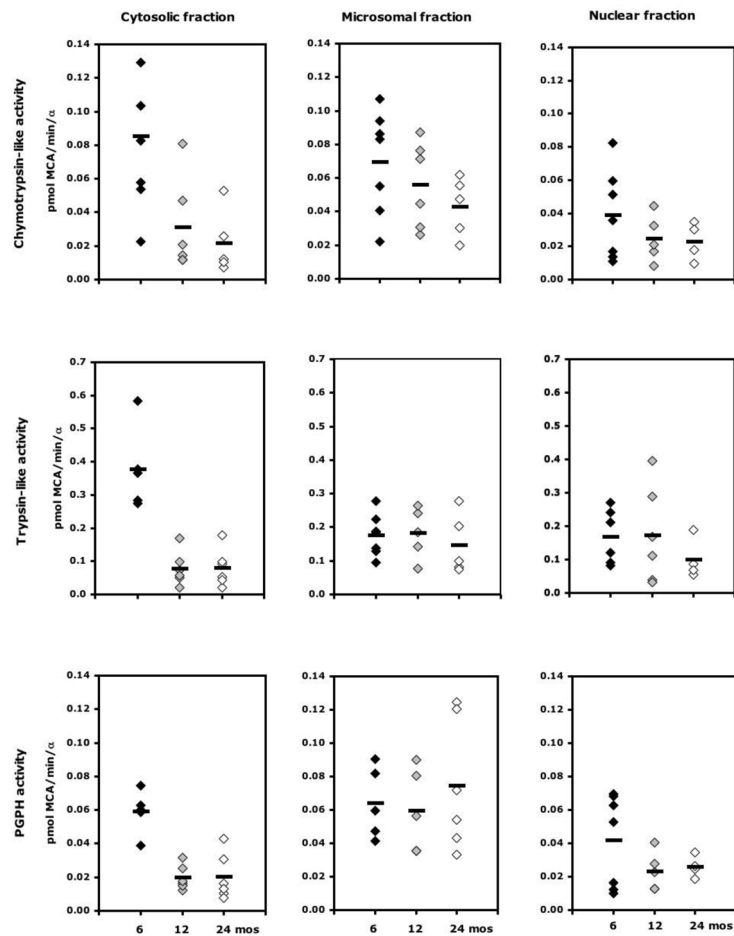 Cytosolic fraction Microsomal fraction Nuclear fraction
Chymotrypsin-like activity
pmol MCA/min/α
0.14 0.14 0.14
0.12 0.12 0.12
0.10 0.10 0.10
0.08 0.08 0.08
0.06 0.06 0.06
0.04 0.04 0.04
0.02 0.02 0.02
0.00 0.00 0.00
Trypsin-like activity
pmol MCA/min/α
0.7 0.7 0.7
0.6 0.6 0.6
0.5 0.5 0.5
0.4 0.4 0.4
0.3 0.3 0.3
0.2 0.2 0.2
0.1 0.1 0.1
0.0 0.0 0.0
PGPH activity
pmol MCA/min/α
0.14 0.14 0.14
0.12 0.12 0.12
0.10 0.10 0.10
0.08 0.08 0.08
0.06 0.06 0.06
0.04 0.04 0.04
0.02 0.02 0.02
0.00 0.00 0.00
6 12 24 mos 6 12 24 mos 6 12 24 mos